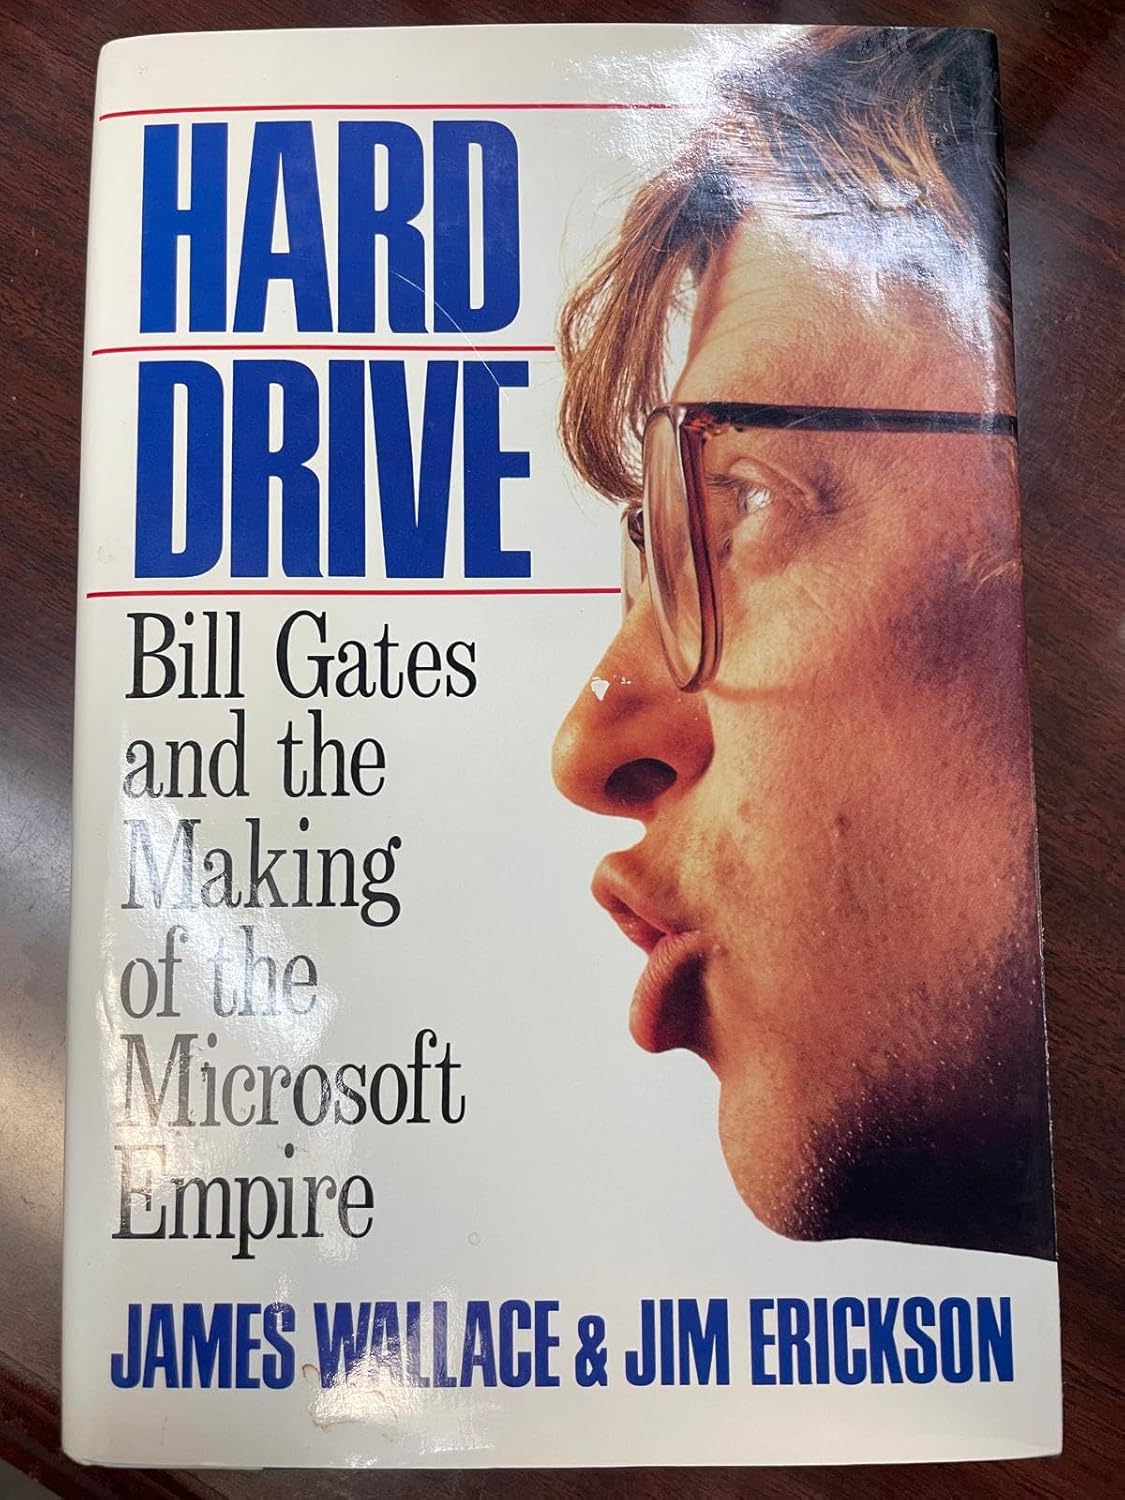 HARD
DRIVE
Bill Gates
and the
Making
of the
Microsoft
Empire
JAMES WALLACE & JIM ERICKSON